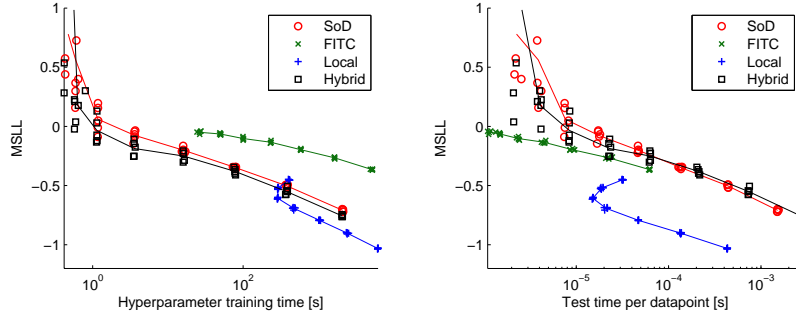 1
0.5
0
−0.5
−1
MSLL
10^0
10^2
Hyperparameter training time [s]
SoD
FITC
Local
Hybrid
1
0.5
0
−0.5
−1
MSLL
10^−5
10^−4
10^−3
Test time per datapoint [s]
SoD
FITC
Local
Hybrid